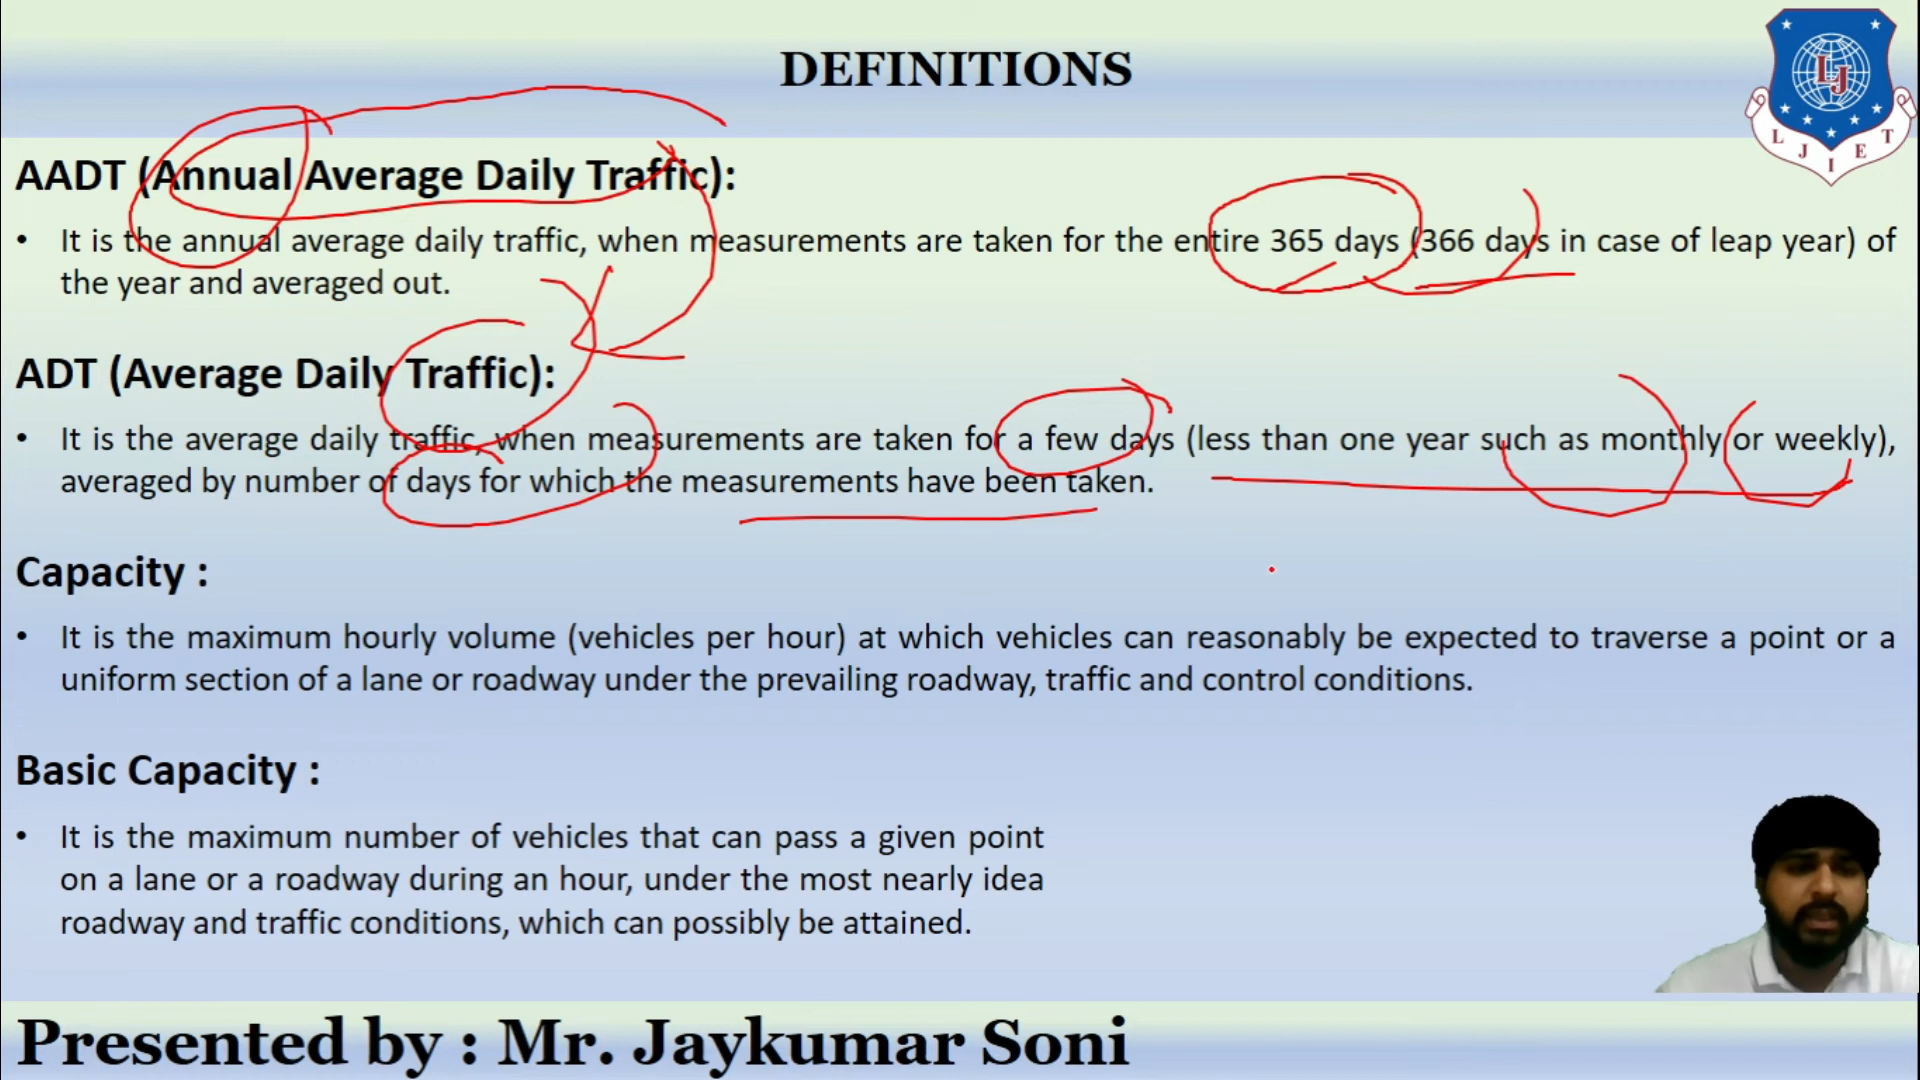 DEFINITIONS
LJ
L J I E T
AADT (Annual Average Daily Traffic):
• It is the annual average daily traffic, when measurements are taken for the entire 365 days (366 days in case of leap year) of
the year and averaged out.
ADT (Average Daily Traffic):
• It is the average daily traffic, when measurements are taken for a few days (less than one year such as monthly or weekly),
averaged by number of days for which the measurements have been taken.
Capacity :
• It is the maximum hourly volume (vehicles per hour) at which vehicles can reasonably be expected to traverse a point or a
uniform section of a lane or roadway under the prevailing roadway, traffic and control conditions.
Basic Capacity :
• It is the maximum number of vehicles that can pass a given point
on a lane or a roadway during an hour, under the most nearly idea
roadway and traffic conditions, which can possibly be attained.
Presented by : Mr. Jaykumar Soni